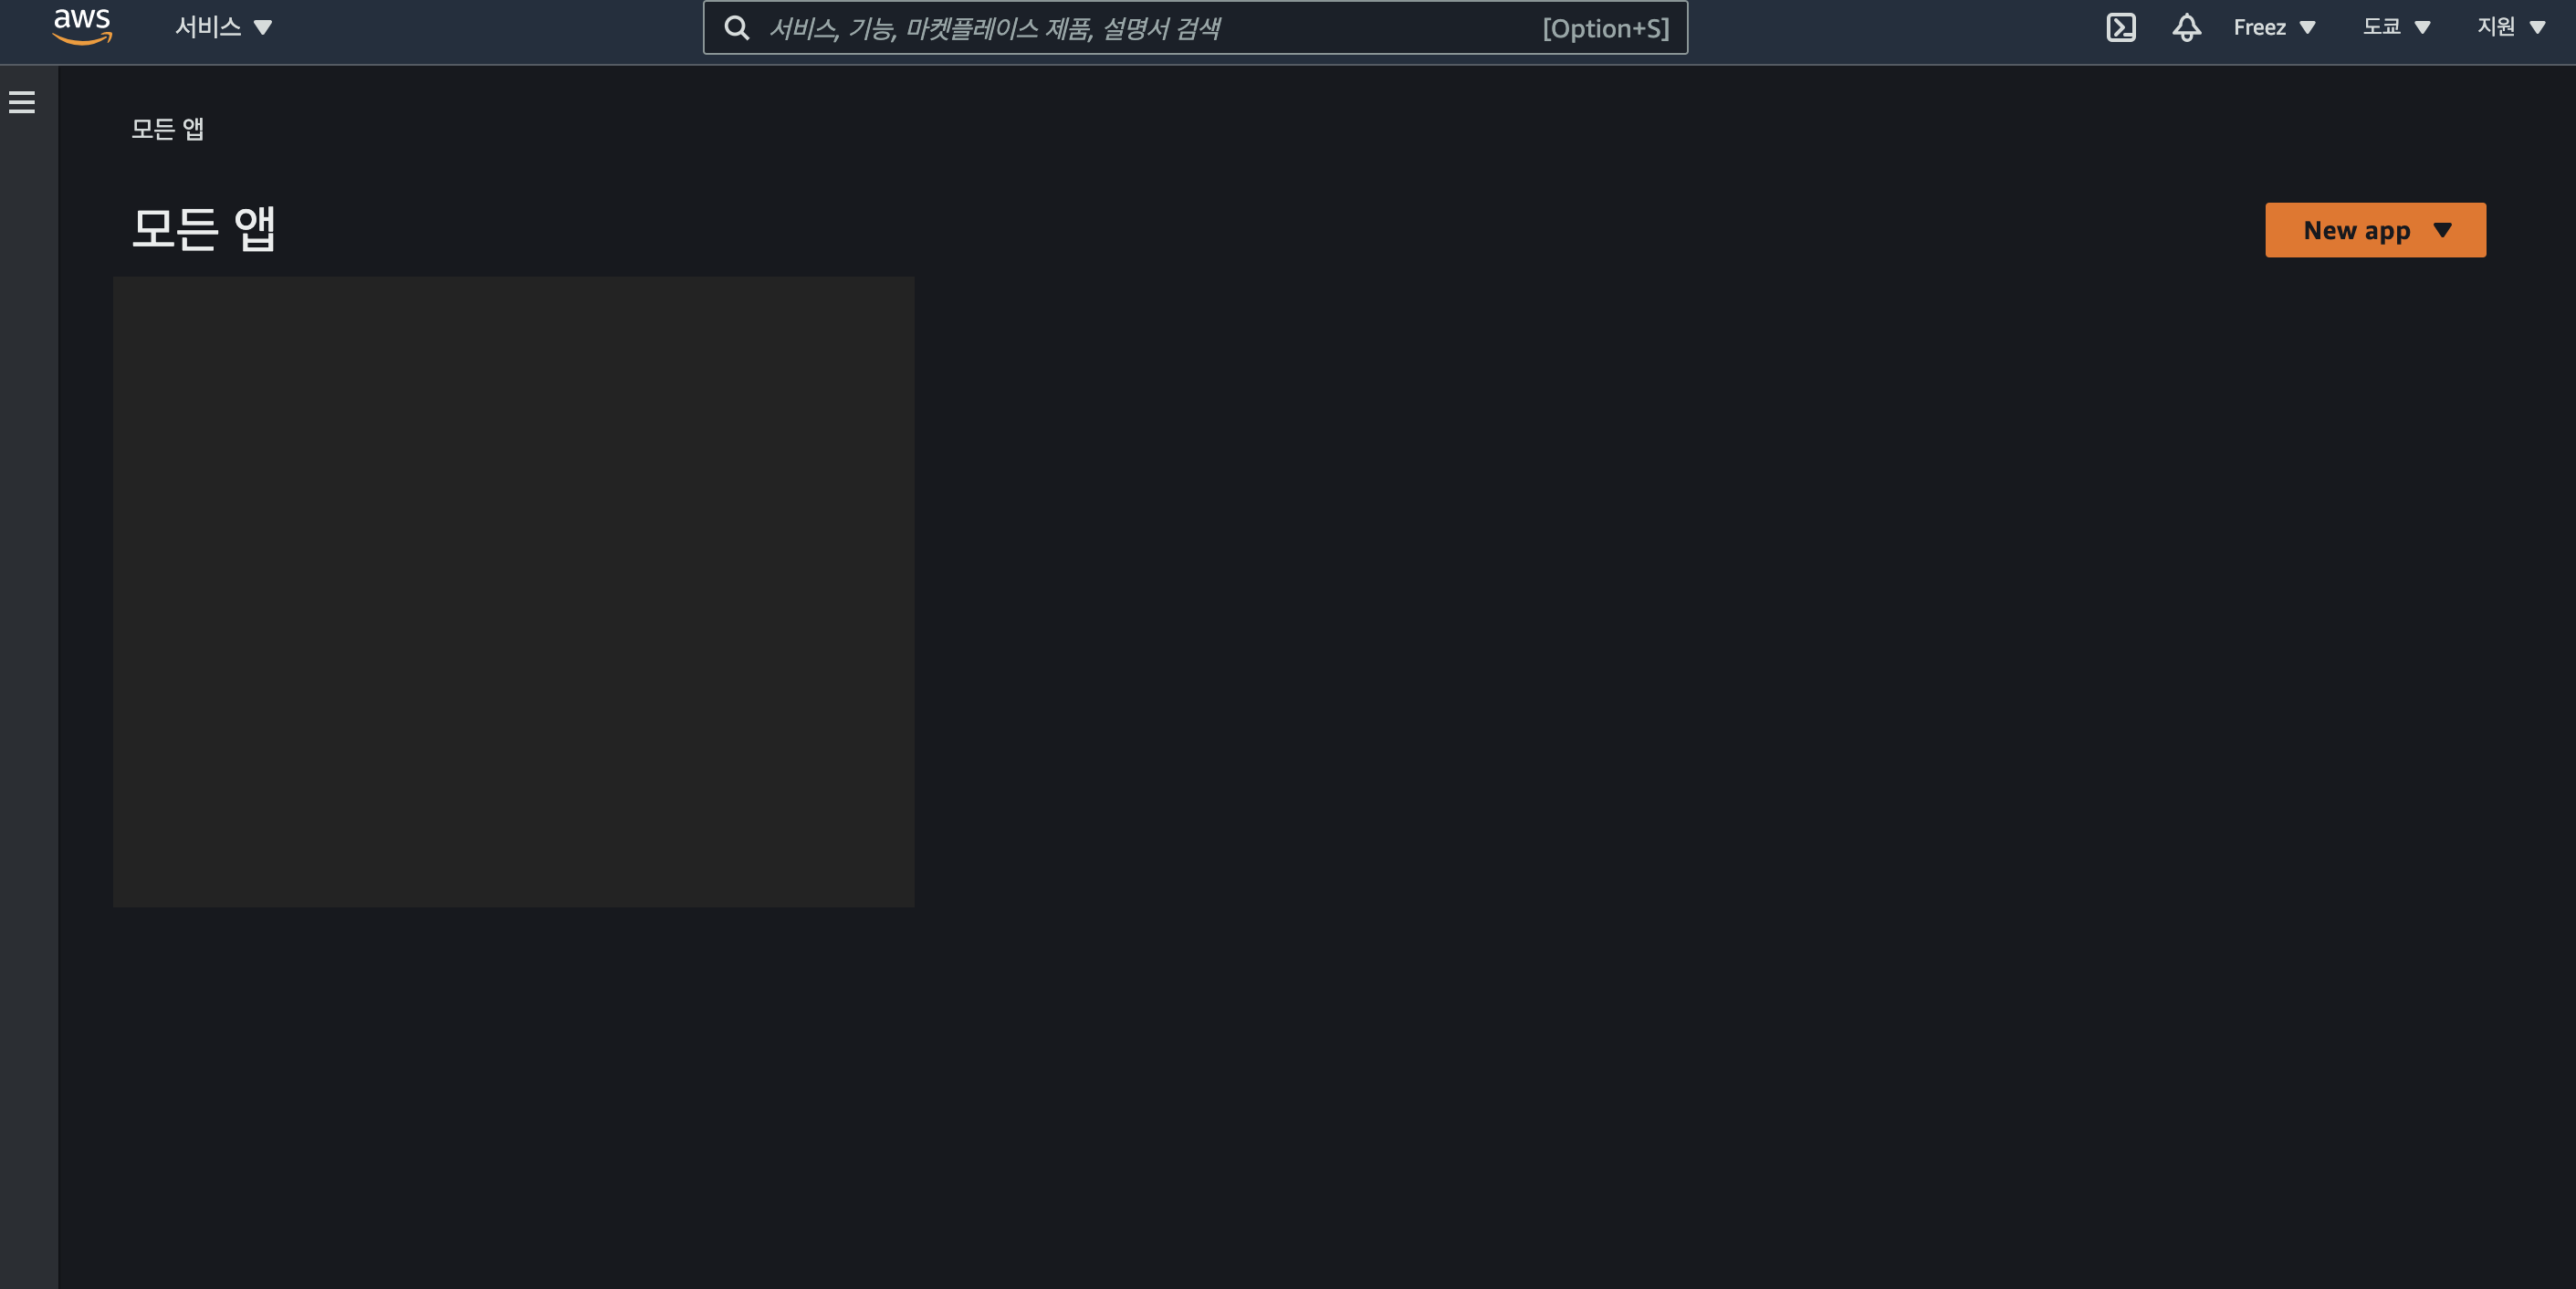 aws
서비스
서비스, 기능, 마켓플레이스 제품, 설명서 검색
[Option+S]
Freez
도쿄
지원
모든 앱
모든 앱
New app